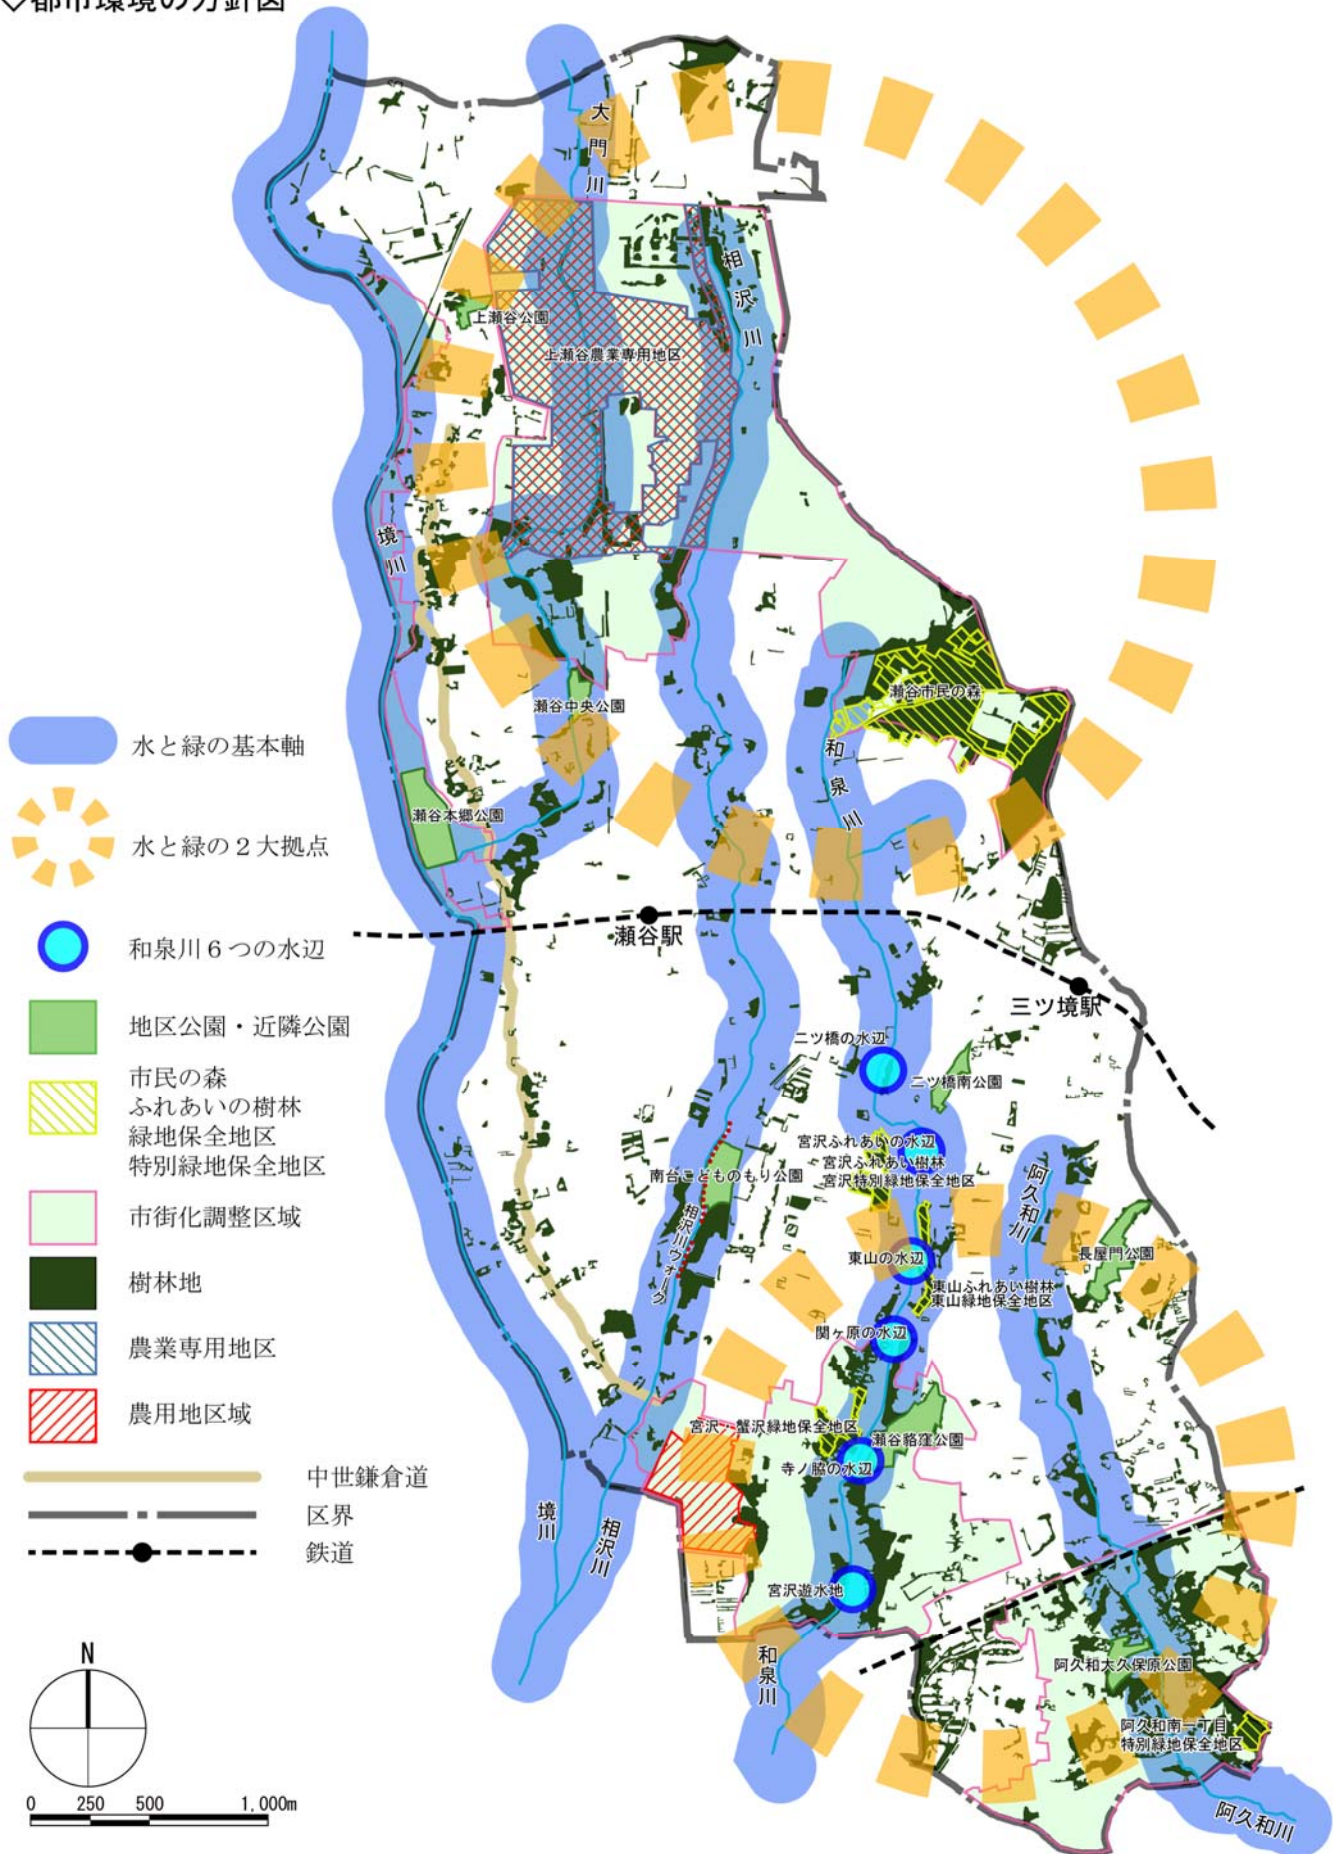 ◇都市環境の方針図
大門川
相沢川
上瀬谷公園
上瀬谷農業専用地区
境川
瀬谷市民の森
瀬谷中央公園
和泉川
瀬谷本郷公園
瀬谷駅
三ツ境駅
二ツ橋の水辺
二ツ橋南公園
宮沢ふれあいの水辺
宮沢ふれあい樹林
宮沢特別緑地保全地区
南台こどものもり公園
相沢川ウォーク
阿久和川
長屋門公園
東山の水辺
東山ふれあい樹林
東山緑地保全地区
関ヶ原の水辺
宮沢・蟹沢緑地保全地区
瀬谷貉窪公園
寺ノ脇の水辺
境川
相沢川
宮沢遊水地
和泉川
阿久和大久保原公園
阿久和南一丁目
特別緑地保全地区
阿久和川
水と緑の基本軸
水と緑の2大拠点
和泉川6つの水辺
地区公園・近隣公園
市民の森
ふれあいの樹林
緑地保全地区
特別緑地保全地区
市街化調整区域
樹林地
農業専用地区
農用地区域
中世鎌倉道
区界
鉄道
N
0 250 500 1,000m